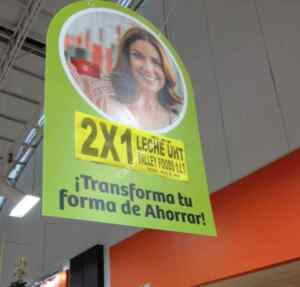 2X1
LECHE UHT
VALLEY FOODS 1 LT
¡Transforma tu
forma de Ahorrar!